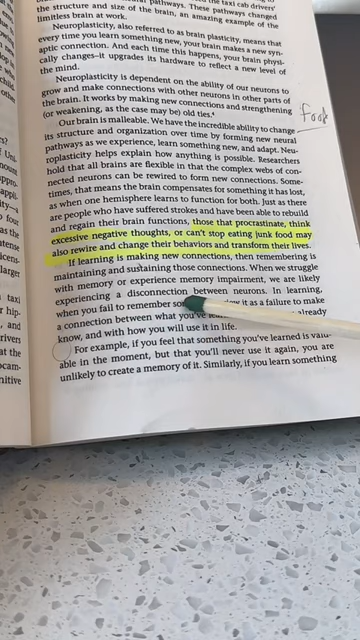 the taxi cab drivers'
the structure and size of the brain, an amazing example of the
limitless brain at work.
Neuroplasticity, also referred to as brain plasticity, means that
every time you learn something new, your brain makes a new syn-
aptic connection. And each time this happens, your brain physi-
cally changes—it upgrades its hardware to reflect a new level of
the mind.
Neuroplasticity is dependent on the ability of our neurons to
grow and make connections with other neurons in other parts of
the brain. It works by making new connections and strengthening
(or weakening, as the case may be) old ties.⁴
Our brain is malleable. We have the incredible ability to change
its structure and organization over time by forming new neural
pathways as we experience, learn something new, and adapt. Neu-
roplasticity helps explain how anything is possible. Researchers
hold that all brains are flexible in that the complex webs of con-
nected neurons can be rewired to form new connections. Some-
times, that means the brain compensates for something it has lost,
as when one hemisphere learns to function for both. Just as there
are people who have suffered strokes and have been able to rebuild
and regain their brain functions, those that procrastinate, think
excessive negative thoughts, or can't stop eating junk food may
also rewire and change their behaviors and transform their lives.
If learning is making new connections, then remembering is
maintaining and sustaining those connections. When we struggle
with memory or experience memory impairment, we are likely
experiencing a disconnection between neurons. In learning,
when you fail to remember it as a failure to make
a connection between what you've already
know, and with how you will use it in life.
For example, if you feel that something you've learned is valu-
able in the moment, but that you'll never use it again, you are
unlikely to create a memory of it. Similarly, if you learn something